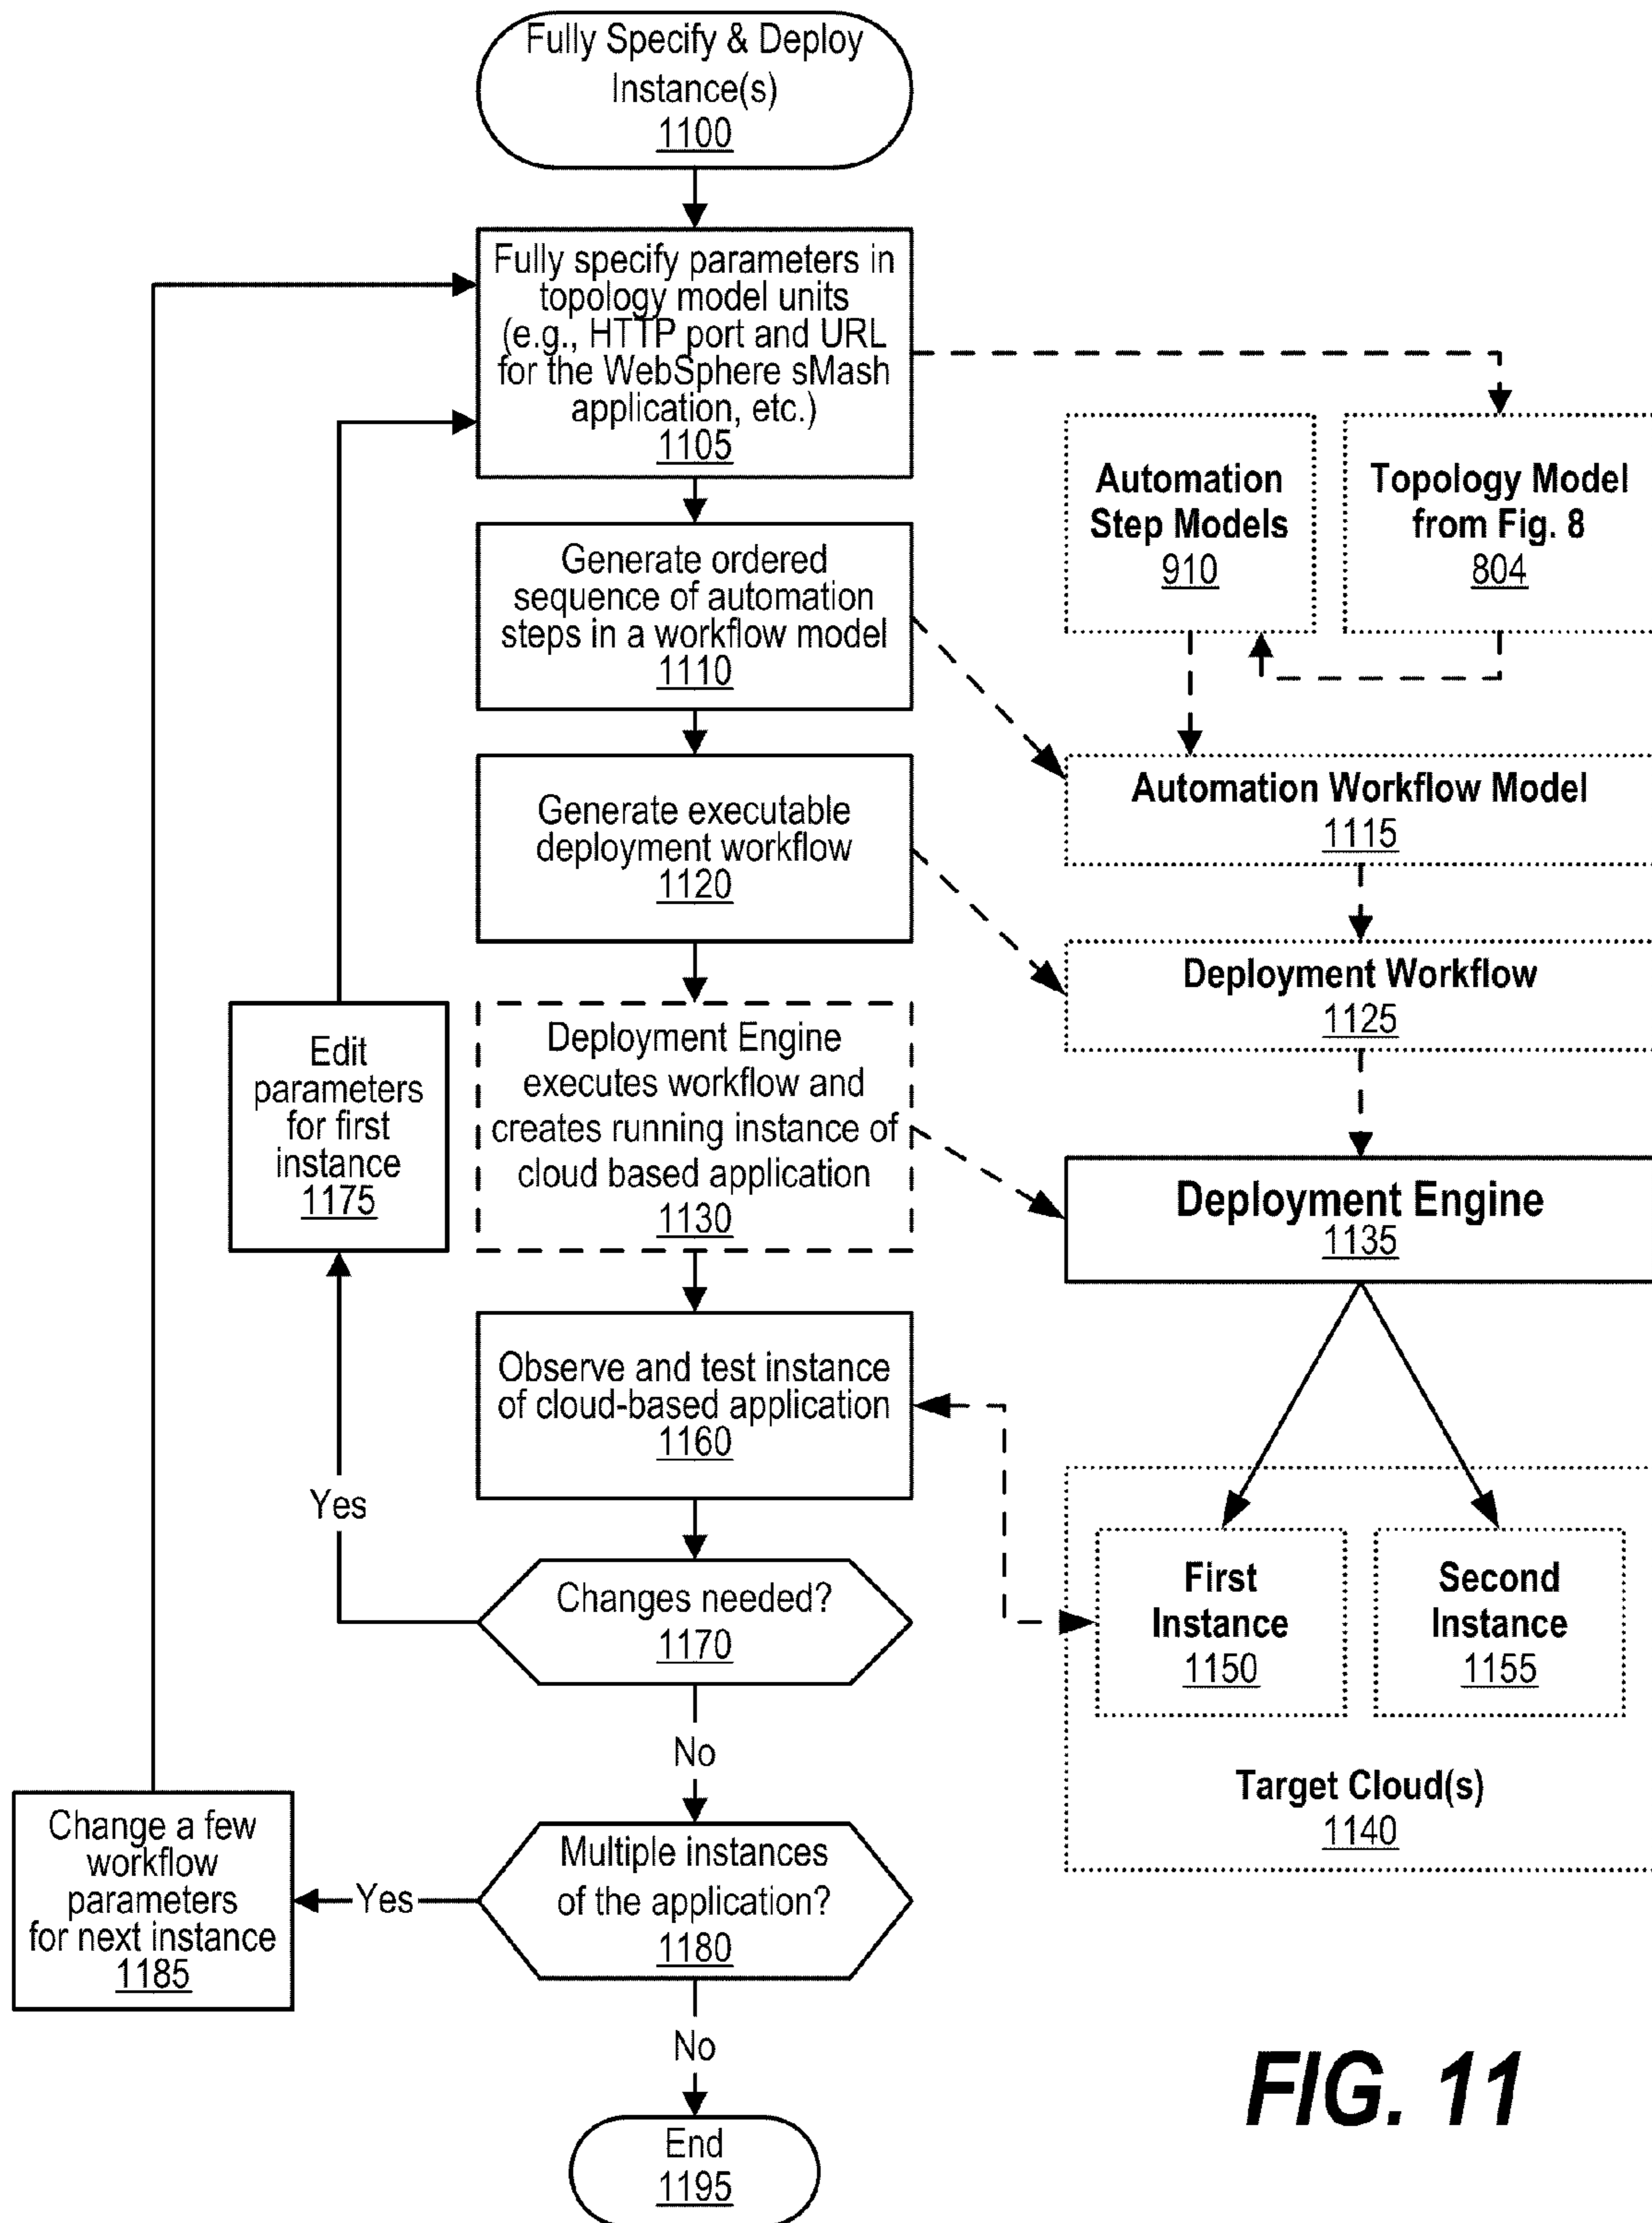 Fully Specify & Deploy
Instance(s)
1100
Fully specify parameters in
topology model units
(e.g., HTTP port and URL
for the WebSphere sMash
application, etc.)
1105
Automation
Step Models
910
Topology Model
from Fig. 8
804
Generate ordered
sequence of automation
steps in a workflow model
1110
Automation Workflow Model
1115
Generate executable
deployment workflow
1120
Deployment Workflow
1125
Edit
parameters
for first
instance
1175
Deployment Engine
executes workflow and
creates running instance of
cloud based application
1130
Deployment Engine
1135
Observe and test instance
of cloud-based application
1160
Yes
Changes needed?
1170
First
Instance
1150
Second
Instance
1155
No
Target Cloud(s)
1140
Change a few
workflow
parameters
for next instance
1185
Yes
Multiple instances
of the application?
1180
No
End
1195
FIG. 11